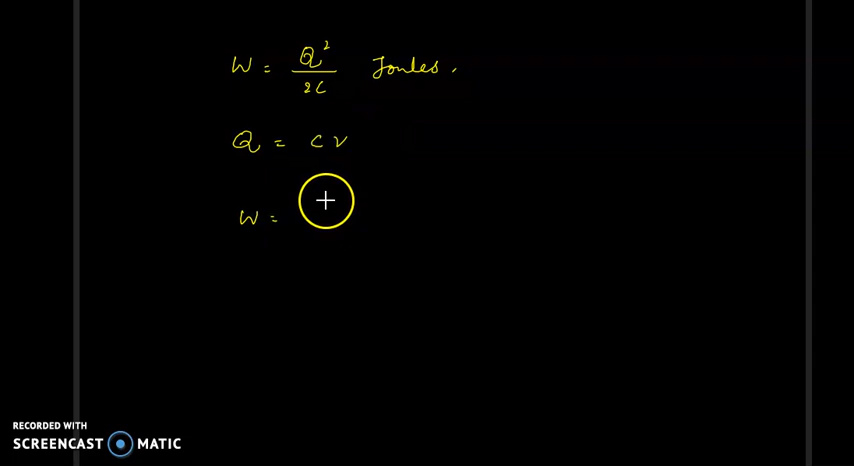 W = Q²/2C Joules.
Q = CV
W =
RECORDED WITH
SCREENCAST MATIC